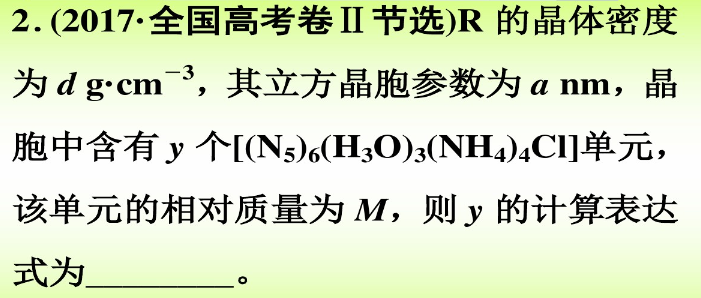 2.(2017·全国高考卷Ⅱ节选)R 的晶体密度
为 d g·cm⁻³，其立方晶胞参数为 a nm，晶
胞中含有 y 个[(N₅)₆(H₃O)₃(NH₄)₄Cl]单元，
该单元的相对质量为 M，则 y 的计算表达
式为________。